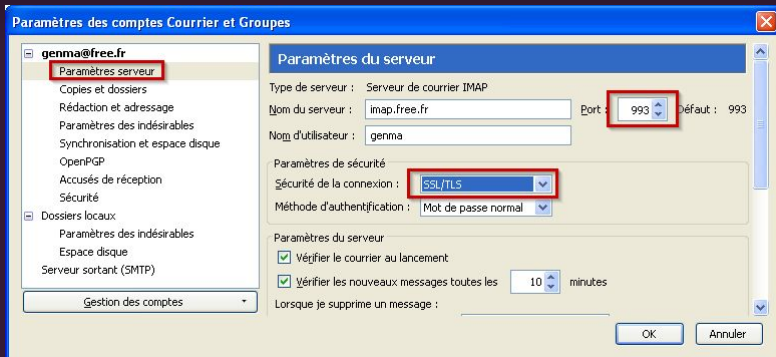 Paramètres des comptes Courrier et Groupes
genma@free.fr
Paramètres serveur
Copies et dossiers
Rédaction et adressage
Paramètres des indésirables
Synchronisation et espace disque
OpenPGP
Accusés de réception
Sécurité
Dossiers locaux
Paramètres des indésirables
Espace disque
Serveur sortant (SMTP)
Gestion des comptes
Paramètres du serveur
Type de serveur : Serveur de courrier IMAP
Nom du serveur : imap.free.fr Port : 993 Défaut : 993
Nom d'utilisateur : genma
Paramètres de sécurité
Sécurité de la connexion : SSL/TLS
Méthode d'authentification : Mot de passe normal
Paramètres du serveur
Vérifier le courrier au lancement
Vérifier les nouveaux messages toutes les 10 minutes
Lorsque je supprime un message :
OK Annuler